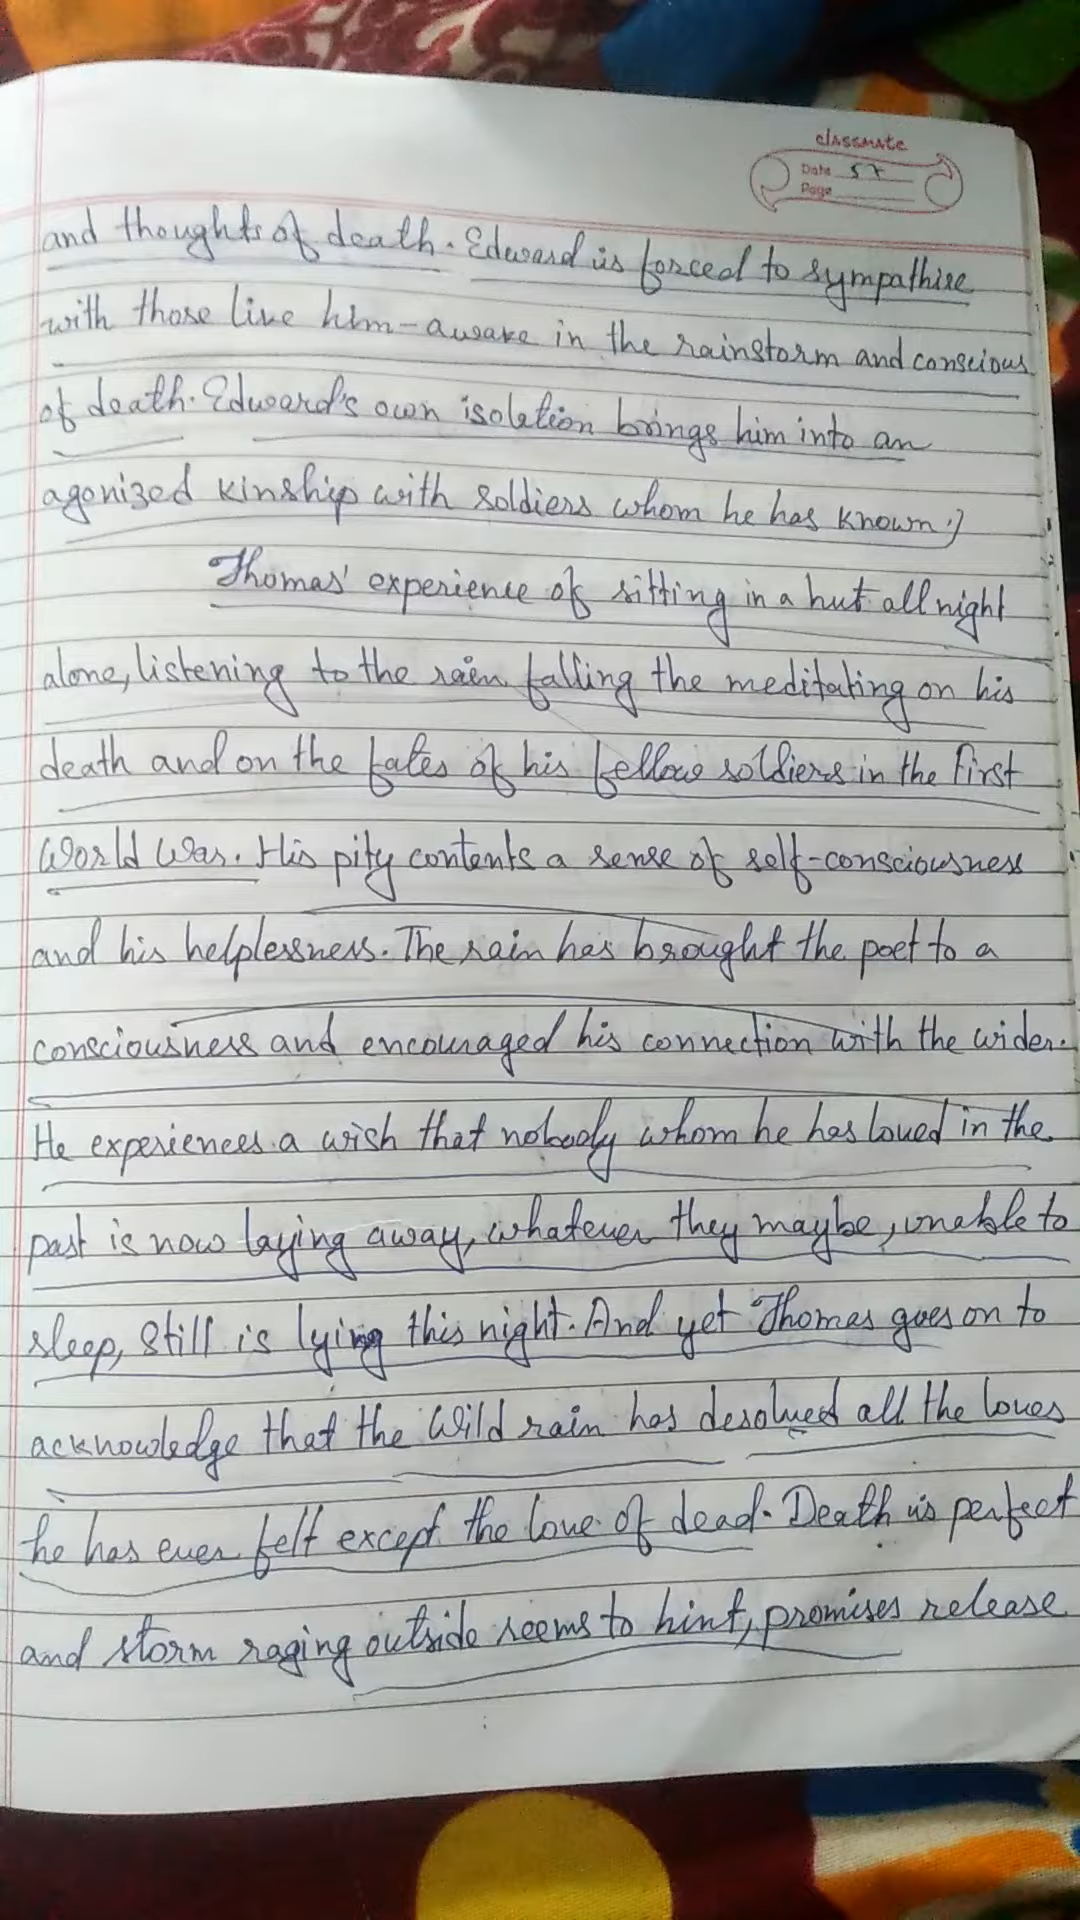 classmate
Date 57
Page
and thoughts of death. Edward is forced to sympathise
with those live him-awake in the rainstorm and conscious
of death. Edward's own isoletion brings him into an
agonized kinship with soldiers whom he has known.}
Thomas' experience of sitting in a hut all night
alone, listening to the rain falling the meditating on his
death and on the fates of his fellow soldiers in the First
World War. His pity contents a sense of self-consciousness
and his helplessness. The rain has brought the poet to a
consciousness and encouraged his connection with the wider.
He experiences a wish that nobody whom he has loved in the
past is now laying away, whatever they maybe, unable to
sleep, Still is lying this night. And yet Thomas goes on to
acknowledge that the Wild rain has desolved all the loves
he has ever felt except the love of dead. Death is perfect
and storm raging outside seems to hint, promises release